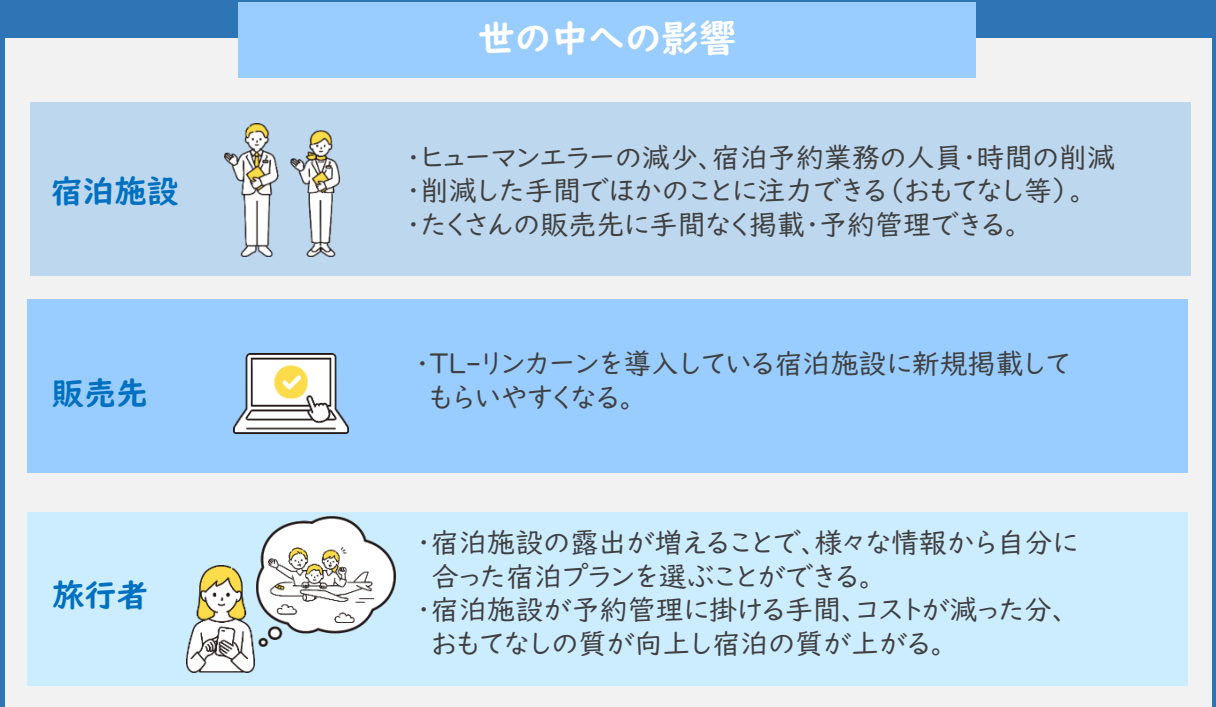 世の中への影響
宿泊施設
・ヒューマンエラーの減少、宿泊予約業務の人員・時間の削減
・削減した手間でほかのことに注力できる（おもてなし等）。
・たくさんの販売先に手間なく掲載・予約管理できる。
販売先
・TL-リンカーンを導入している宿泊施設に新規掲載して
もらいやすくなる。
旅行者
・宿泊施設の露出が増えることで、様々な情報から自分に
合った宿泊プランを選ぶことができる。
・宿泊施設が予約管理に掛ける手間、コストが減った分、
おもてなしの質が向上し宿泊の質が上がる。